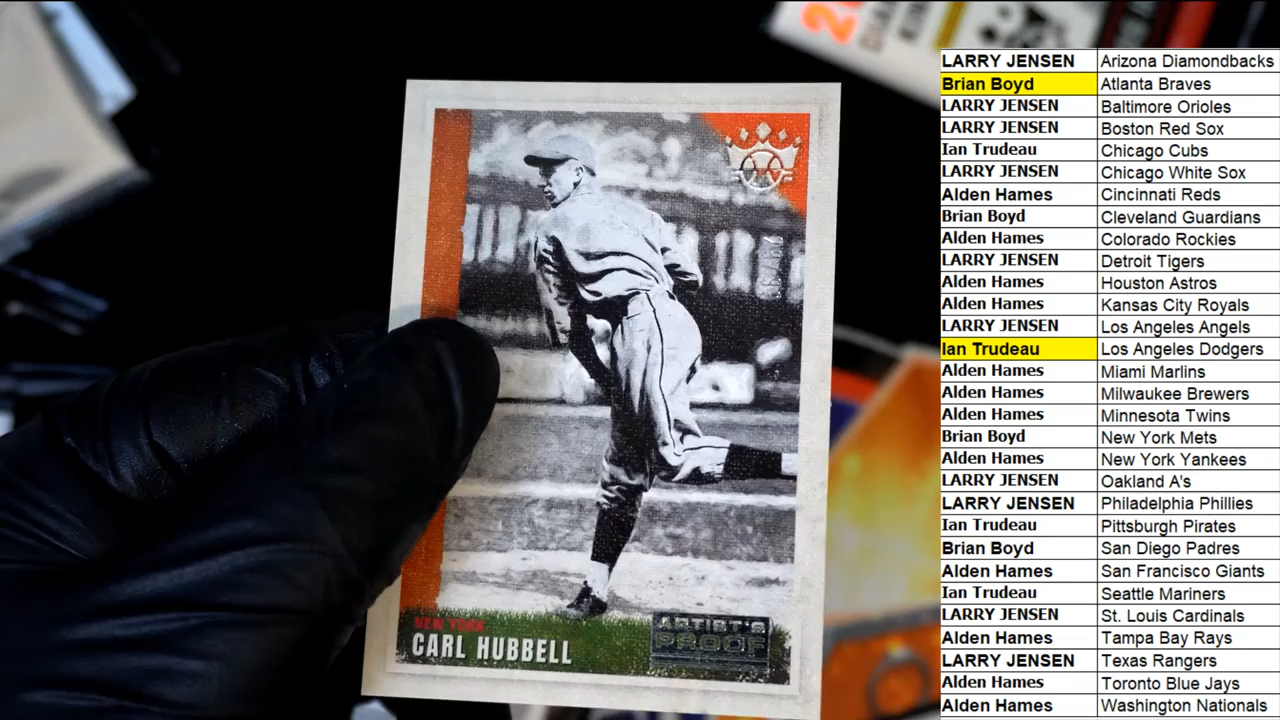 NEW YORK
CARL HUBBELL
ARTIST'S
PROOF
LARRY JENSEN Arizona Diamondbacks
Brian Boyd Atlanta Braves
LARRY JENSEN Baltimore Orioles
LARRY JENSEN Boston Red Sox
Ian Trudeau Chicago Cubs
LARRY JENSEN Chicago White Sox
Alden Hames Cincinnati Reds
Brian Boyd Cleveland Guardians
Alden Hames Colorado Rockies
LARRY JENSEN Detroit Tigers
Alden Hames Houston Astros
Alden Hames Kansas City Royals
LARRY JENSEN Los Angeles Angels
Ian Trudeau Los Angeles Dodgers
Alden Hames Miami Marlins
Alden Hames Milwaukee Brewers
Alden Hames Minnesota Twins
Brian Boyd New York Mets
Alden Hames New York Yankees
LARRY JENSEN Oakland A's
LARRY JENSEN Philadelphia Phillies
Ian Trudeau Pittsburgh Pirates
Brian Boyd San Diego Padres
Alden Hames San Francisco Giants
Ian Trudeau Seattle Mariners
LARRY JENSEN St. Louis Cardinals
Alden Hames Tampa Bay Rays
LARRY JENSEN Texas Rangers
Alden Hames Toronto Blue Jays
Alden Hames Washington Nationals